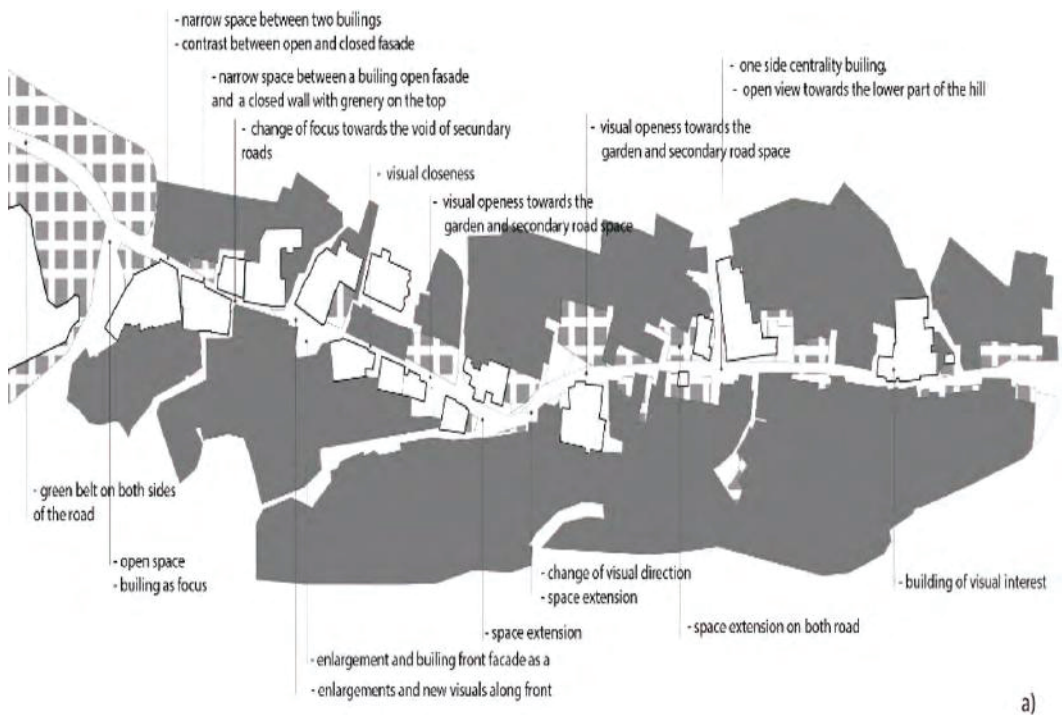 - narrow space between two builings
- contrast between open and closed fasade
- narrow space between a builing open fasade
and a closed wall with grenery on the top
- change of focus towards the void of secundary
roads
- visual closeness
- visual openess towards the
garden and secondary road space
- visual openess towards the
garden and secondary road space
- one side centrality builing,
- open view towards the lower part of the hill
- green belt on both sides
of the road
- open space
- builing as focus
- enlargement and builing front facade as a
- enlargements and new visuals along front
- space extension
- change of visual direction
- space extension
- space extension on both road
- building of visual interest
a)